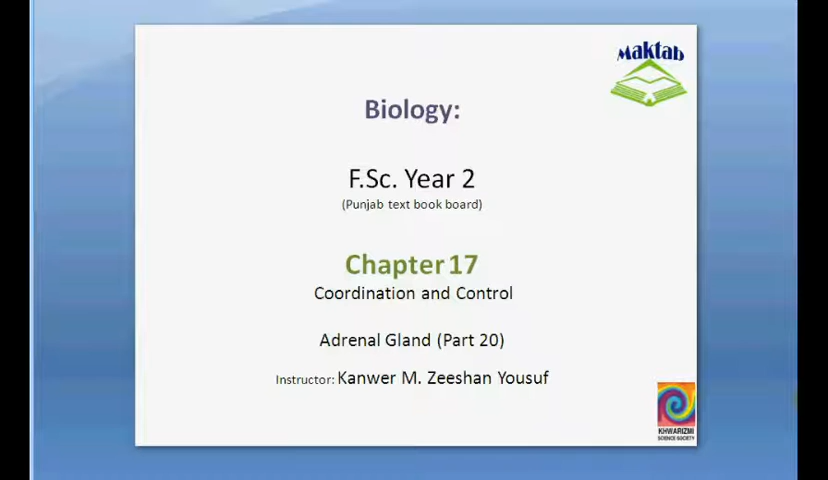 Maktab
Biology:
F.Sc. Year 2
(Punjab text book board)
Chapter 17
Coordination and Control
Adrenal Gland (Part 20)
Instructor: Kanwer M. Zeeshan Yousuf
KHWARIZMI
SCIENCE SOCIETY